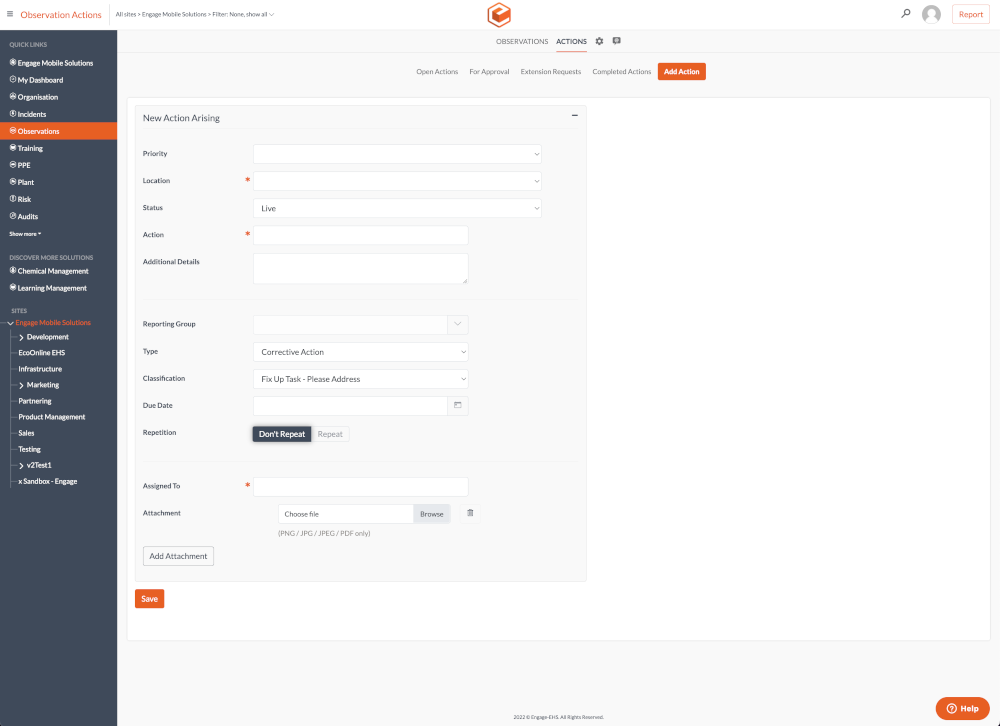 Observation Actions
All sites > Engage Mobile Solutions > Filter: None, show all
Report
QUICK LINKS
Engage Mobile Solutions
My Dashboard
Organisation
Incidents
Observations
Training
PPE
Plant
Risk
Audits
Show more
DISCOVER MORE SOLUTIONS
Chemical Management
Learning Management
SITES
Engage Mobile Solutions
Development
EcoOnline EHS
Infrastructure
Marketing
Partnering
Product Management
Sales
Testing
v2Test1
x Sandbox - Engage
OBSERVATIONS ACTIONS
Open Actions For Approval Extension Requests Completed Actions Add Action
New Action Arising
Priority
Location *
Status Live
Action *
Additional Details
Reporting Group
Type Corrective Action
Classification Fix Up Task - Please Address
Due Date
Repetition Don't Repeat Repeat
Assigned To *
Attachment Choose file Browse
(PNG / JPG / JPEG / PDF only)
Add Attachment
Save
2022 © Engage-EHS. All Rights Reserved.
Help